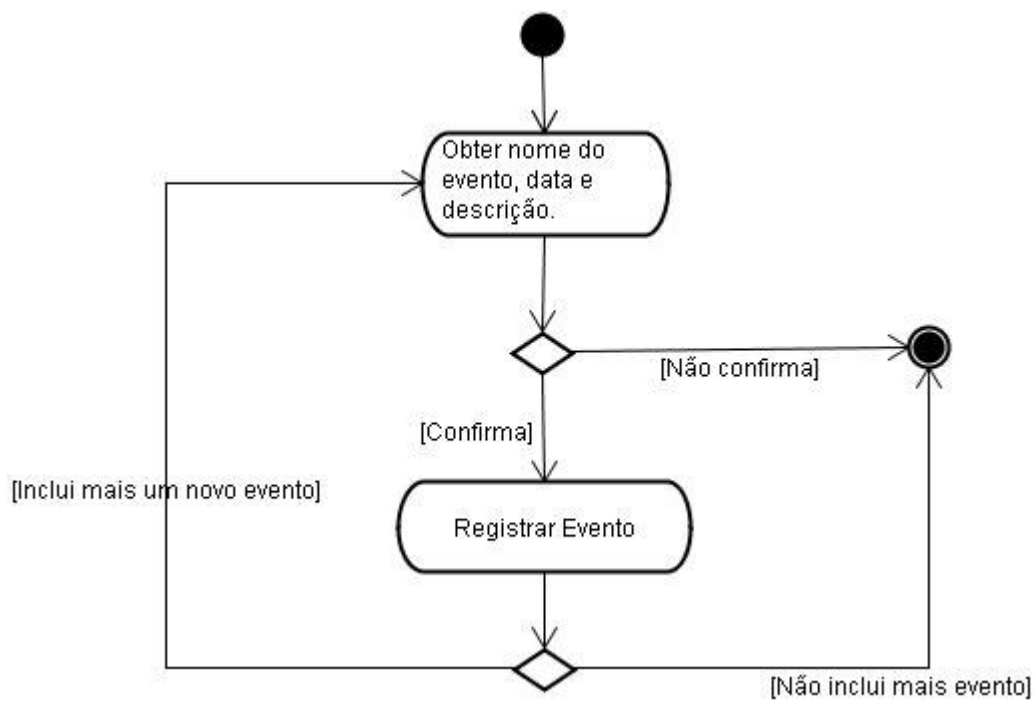 Obter nome do
evento, data e
descrição.
[Não confirma]
[Confirma]
[Inclui mais um novo evento]
Registrar Evento
[Não inclui mais evento]